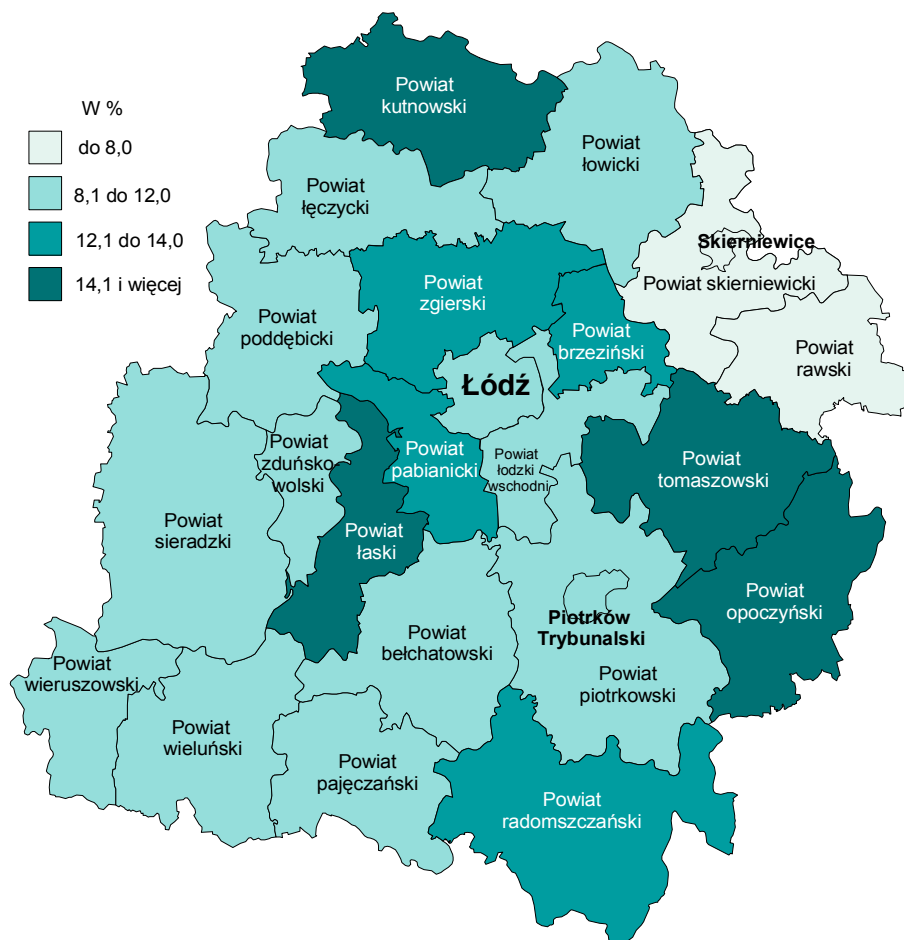 W %
do 8,0
8,1 do 12,0
12,1 do 14,0
14,1 i więcej
Powiat
kutnowski
Powiat
łowicki
Powiat
łęczycki
Skierniewice
Powiat skierniewicki
Powiat
zgierski
Powiat
poddębicki
Powiat
brzeziński
Powiat
rawski
Łódź
Powiat
zduńsko-
wolski
Powiat
pabianicki
Powiat
łodzki
wschodni
Powiat
tomaszowski
Powiat
sieradzki
Powiat
łaski
Powiat
opoczyński
Piotrków
Trybunalski
Powiat
bełchatowski
Powiat
piotrkowski
Powiat
wieruszowski
Powiat
wieluński
Powiat
pajęczański
Powiat
radomszczański